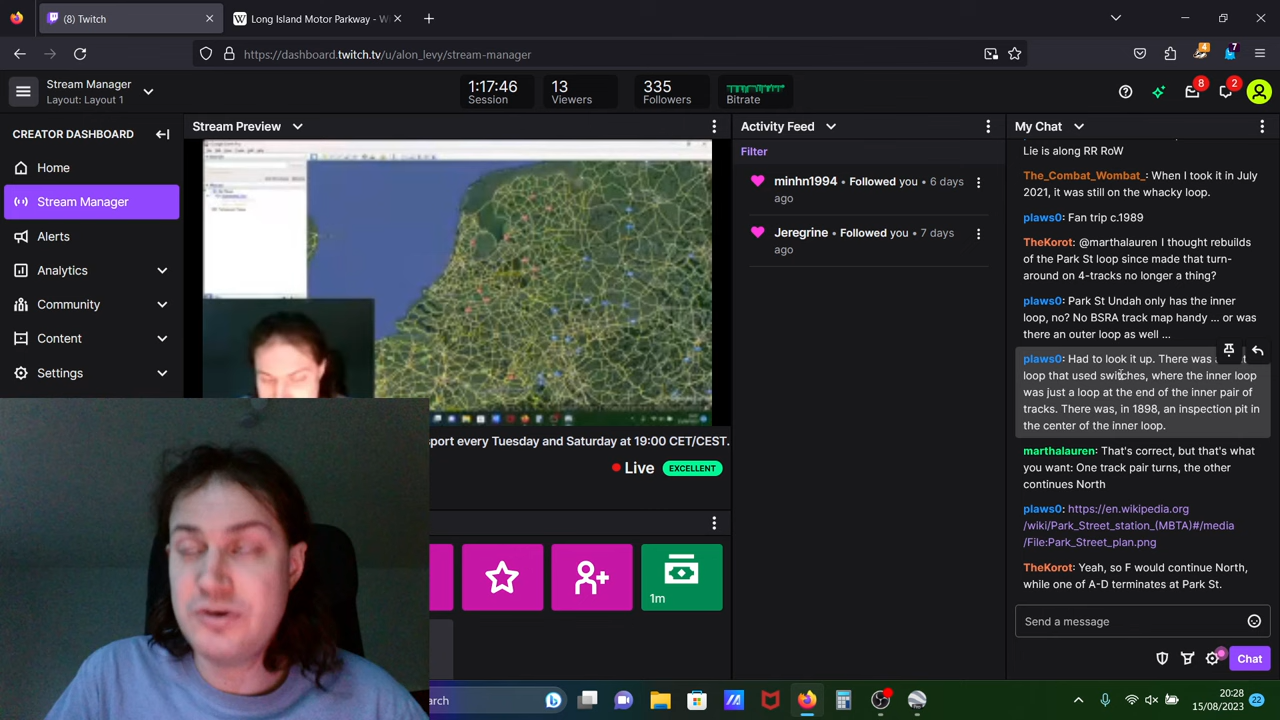 (8) Twitch
Long Island Motor Parkway - W
https://dashboard.twitch.tv/u/alon_levy/stream-manager
4
7
Stream Manager
Layout: Layout 1
1:17:46
Session
13
Viewers
335
Followers
Bitrate
8
2
CREATOR DASHBOARD
Home
Stream Manager
Alerts
Analytics
Community
Content
Settings
Stream Preview
port every Tuesday and Saturday at 19:00 CET/CEST.
Live
EXCELLENT
1m
Activity Feed
Filter
minhn1994 • Followed you • 6 days
ago
Jeregrine • Followed you • 7 days
ago
My Chat
Lie is along RR RoW
The_Combat_Wombat_: When I took it in July
2021, it was still on the whacky loop.
plaws0: Fan trip c.1989
TheKorot: @marthalauren I thought rebuilds
of the Park St loop since made that turn-
around on 4-tracks no longer a thing?
plaws0: Park St Undah only has the inner
loop, no? No BSRA track map handy ... or was
there an outer loop as well ...
plaws0: Had to look it up. There was
loop that used switches, where the inner loop
was just a loop at the end of the inner pair of
tracks. There was, in 1898, an inspection pit in
the center of the inner loop.
marthalauren: That's correct, but that's what
you want: One branch turns, the other
continues North
plaws0: https://en.wikipedia.org
/wiki/Park_Street_station_(MBTA)#/media
/File:Park_Street_plan.png
TheKorot: Yeah, so F would continue North,
while one of A-D terminates at Park St.
Send a message
Chat
earch
20:28
15/08/2023
22